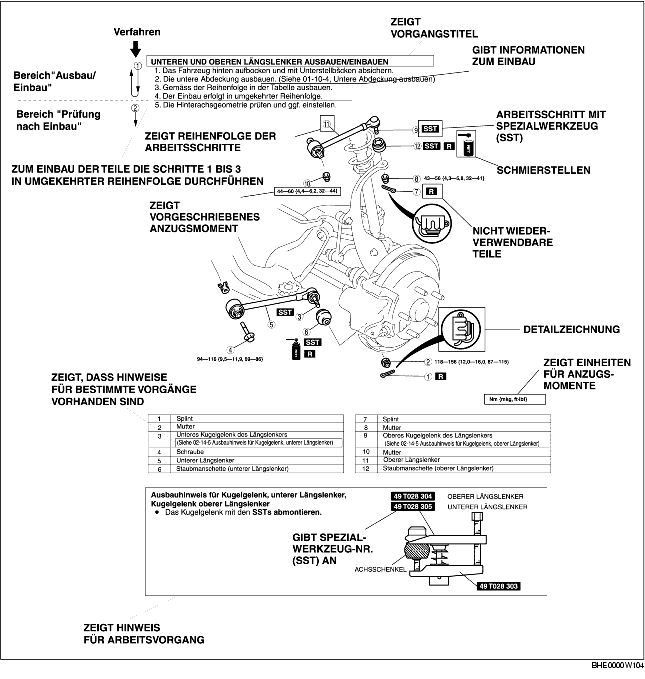 ZEIGT
VORGANGSTITEL
Verfahren
GIBT INFORMATIONEN
ZUM EINBAU
UNTEREN UND OBEREN LÄNGSLENKER AUSBAUEN/EINBAUEN
1. Das Fahrzeug hinten aufbocken und mit Unterstellböcken absichern.
2. Die untere Abdeckung ausbauen. (Siehe 01-10-4, Untere Abdeckung ausbauen)
3. Gemäss der Reihenfolge in der Tabelle ausbauen.
4. Der Einbau erfolgt in umgekehrter Reihenfolge.
5. Die Hinterachsgeometrie prüfen und ggf. einstellen.
1
Bereich"Ausbau/
Einbau"
2
Bereich "Prüfung
nach Einbau"
ZEIGT REIHENFOLGE DER
ARBEITSSCHRITTE
ARBEITSSCHRITT MIT
SPEZIALWERKZEUG
(SST)
11
9 SST
12 SST R
SCHMIERSTELLEN
ZUM EINBAU DER TEILE DIE SCHRITTE 1 BIS 3
IN UMGEKEHRTER REIHENFOLGE DURCHFÜHREN
10
44—60 (4,4—6,2, 32—44)
8 43—56 (4,3—5,8, 32—41)
7 R
ZEIGT
VORGESCHRIEBENES
ANZUGSMOMENT
NICHT WIEDER-
VERWENDBARE
TEILE
SST 3
5
6
SST
R
4
94—116 (9,5—11,9, 69—86)
DETAILZEICHNUNG
2 118—156 (12,0—16,0, 87—115)
1 R
ZEIGT EINHEITEN
FÜR ANZUGS-
MOMENTE
Nm (mkg, ft·lbf)
ZEIGT, DASS HINWEISE
FÜR BESTIMMTE VORGÄNGE
VORHANDEN SIND
1 Splint
2 Mutter
3 Unteres Kugelgelenk des Längslenkers
(Siehe 02-14-5 Ausbauhinweis für Kugelgelenk, unterer Längslenker)
4 Schraube
5 Unterer Längslenker
6 Staubmanschette (unterer Längslenker)
7 Splint
8 Mutter
9 Oberes Kugelgelenk des Längslenkers
(Siehe 02-14-5 Ausbauhinweis für Kugelgelenk, oberer Längslenker)
10 Mutter
11 Oberer Längslenker
12 Staubmanschette (oberer Längslenker)
Ausbauhinweis für Kugelgelenk, unterer Längslenker,
Kugelgelenk oberer Längslenker
• Das Kugelgelenk mit den SSTs abmontieren.
49 T028 304 OBERER LÄNGSLENKER
49 T028 305 UNTERER LÄNGSLENKER
GIBT SPEZIAL-
WERKZEUG-NR.
(SST) AN
ACHSSCHENKEL
49 T028 303
ZEIGT HINWEIS
FÜR ARBEITSVORGANG
BHE0000W104